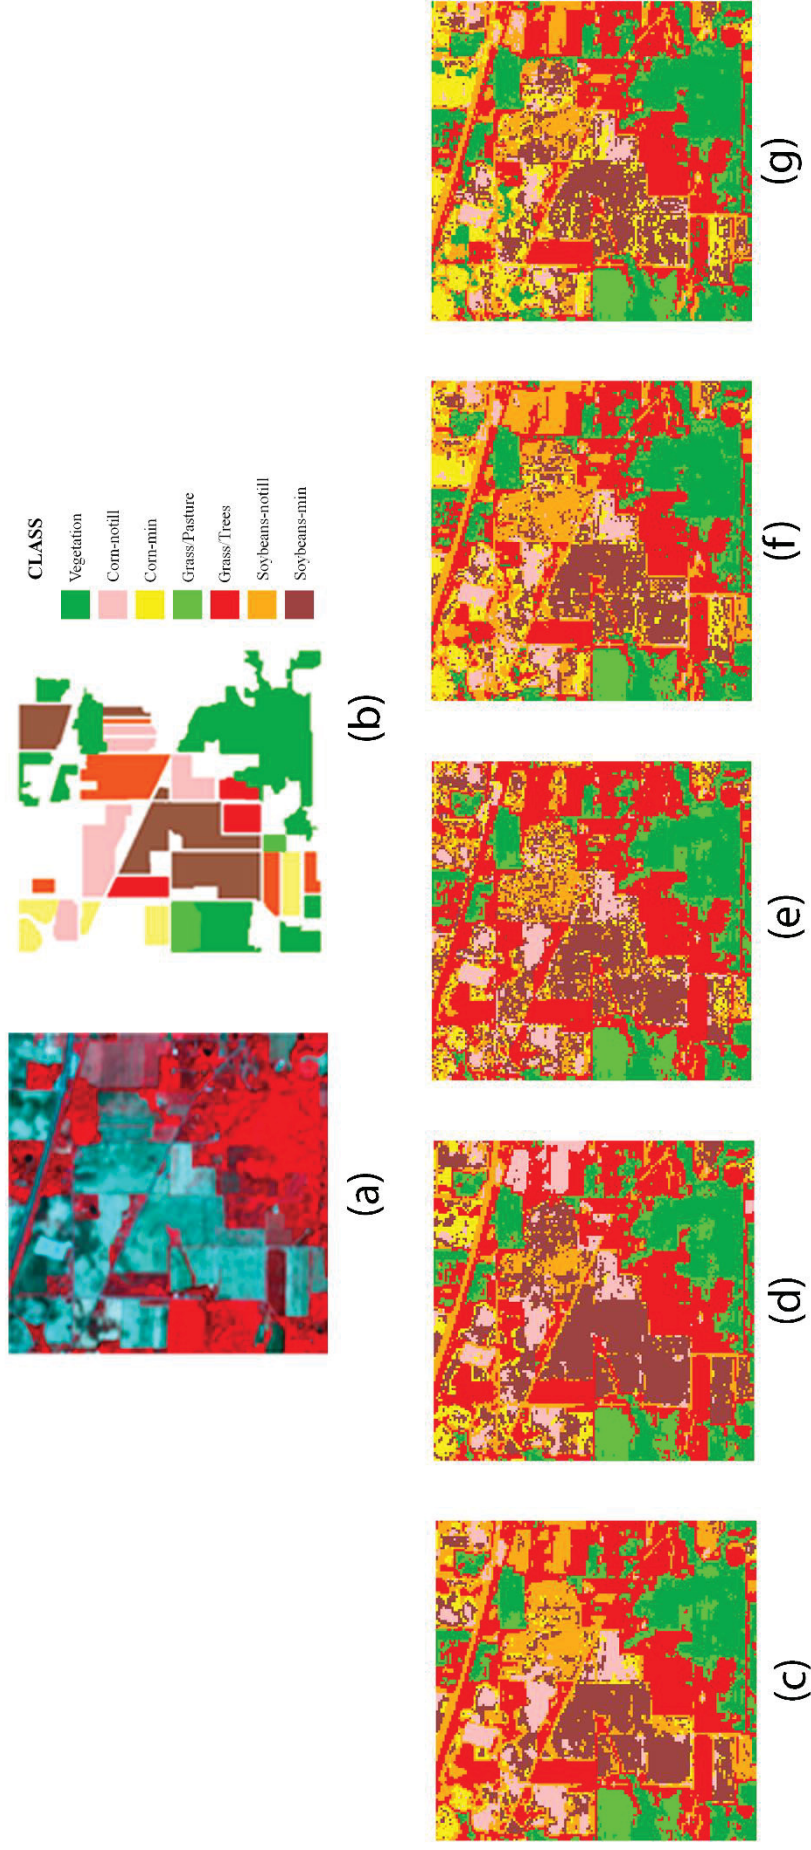 (a)
(b)
CLASS
Vegetation
Corn-notill
Corn-min
Grass/Pasture
Grass/Trees
Soybeans-notill
Soybeans-min
(c)
(d)
(e)
(f)
(g)